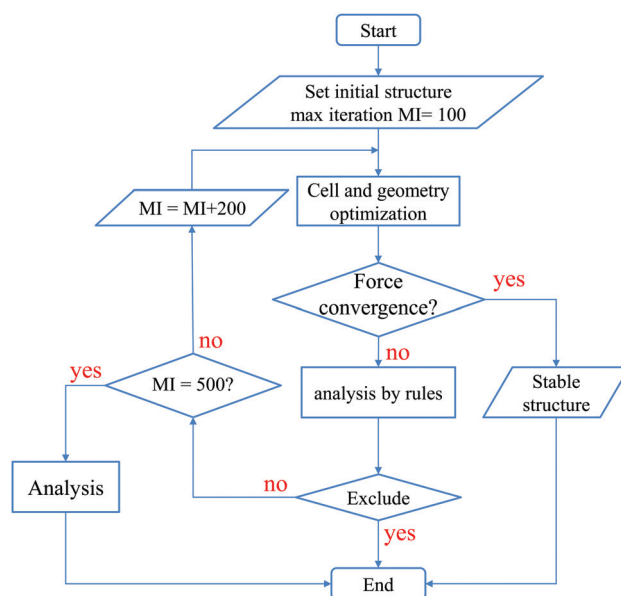 Start
Set initial structure
max iteration MI= 100
MI = MI+200
Cell and geometry
optimization
Force
convergence?
yes
no
no
yes
MI = 500?
analysis by rules
Stable
structure
Analysis
no
Exclude
yes
End